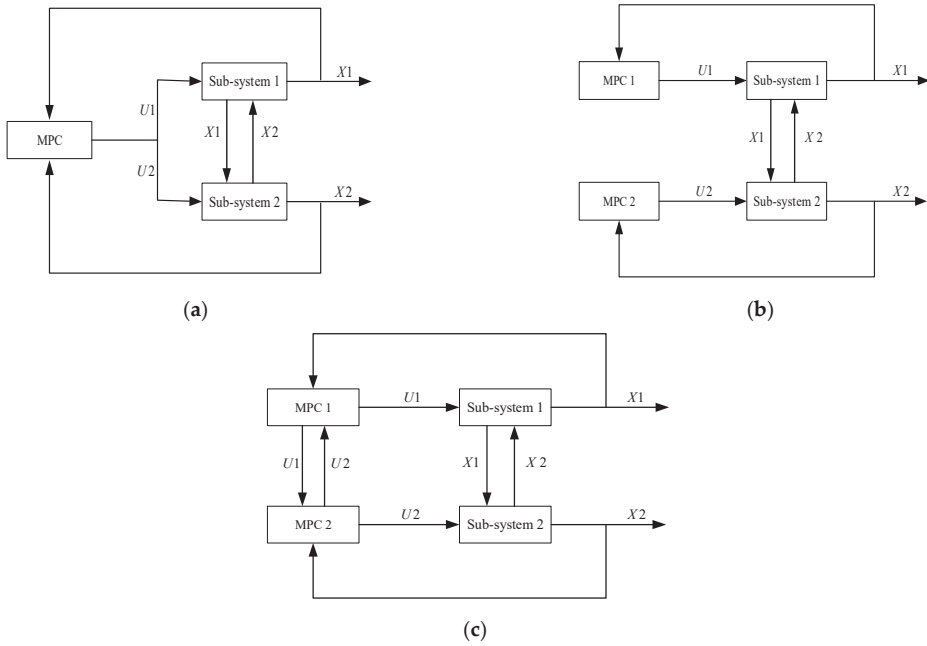 Sub-system 1
X1
U1
MPC
X1
X2
U2
Sub-system 2
X2
(a)
MPC 1
U1
Sub-system 1
X1
X1
X 2
MPC 2
U2
Sub-system 2
X2
(b)
MPC 1
U1
Sub-system 1
X1
U1
U2
X1
X 2
MPC 2
U2
Sub-system 2
X2
(c)